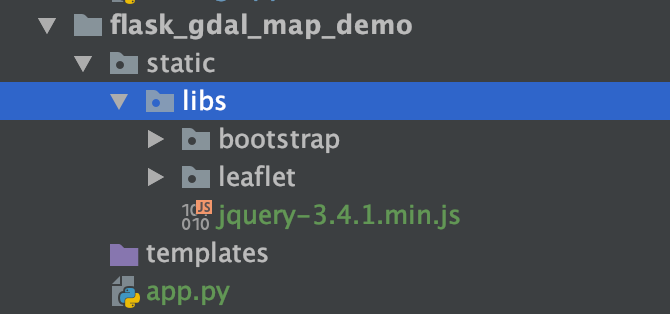 flask_gdal_map_demo
static
libs
bootstrap
leaflet
jquery-3.4.1.min.js
templates
app.py